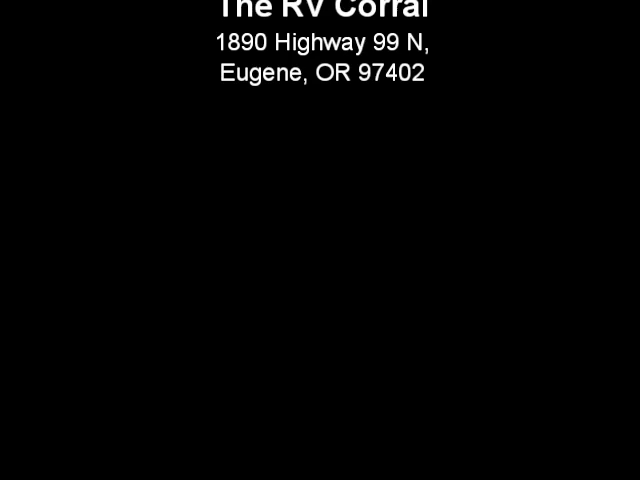 The RV Corral
1890 Highway 99 N,
Eugene, OR 97402